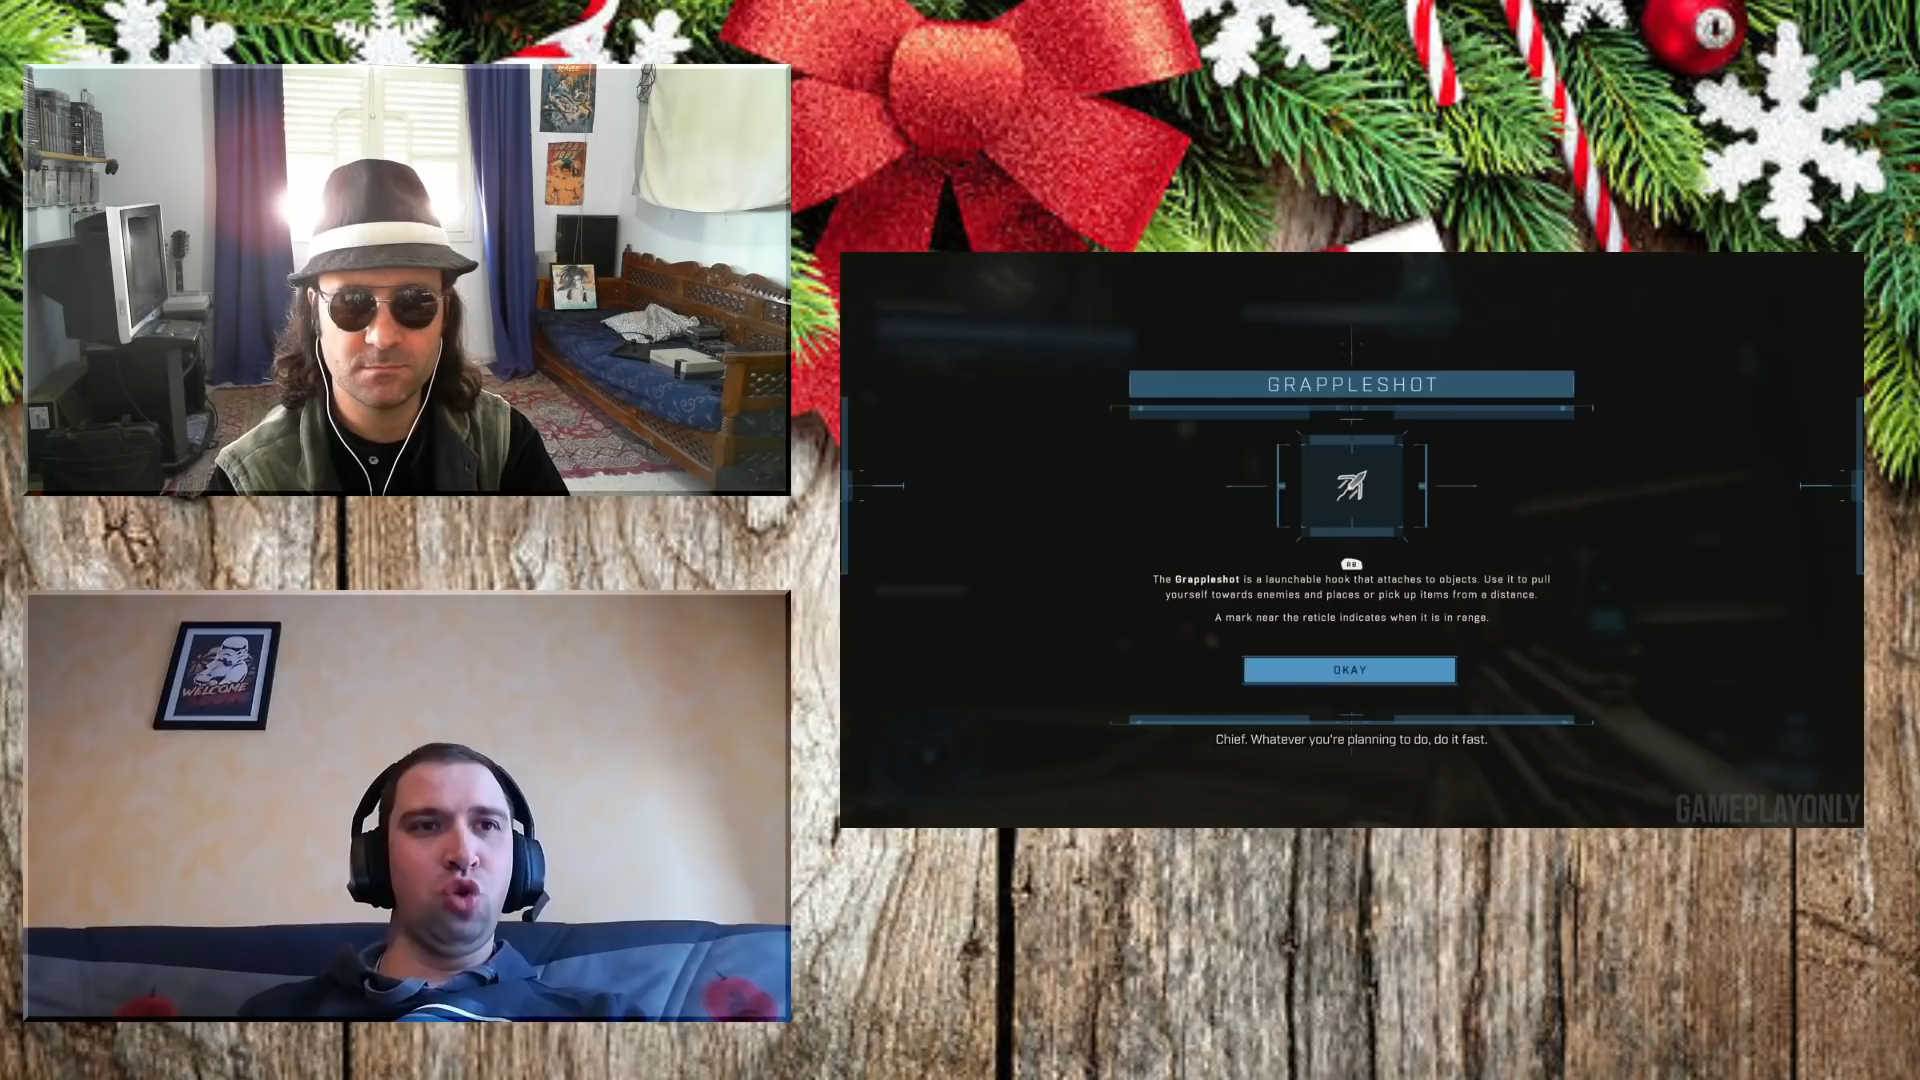 RAGE
WELCOME
GRAPPLESHOT
RB
The Grappleshot is a launchable hook that attaches to objects. Use it to pull
yourself towards enemies and places or pick up items from a distance.
A mark near the reticle indicates when it is in range.
OKAY
Chief. Whatever you're planning to do, do it fast.
GAMEPLAYONLY